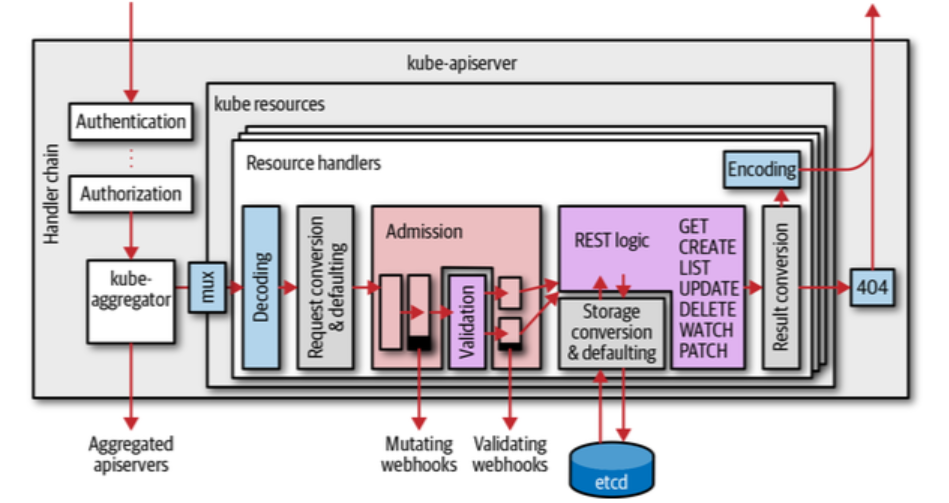 kube-apiserver
kube resources
Handler chain
Authentication
Authorization
kube-
aggregator
mux
Resource handlers
Decoding
Request conversion
& defaulting
Admission
Validation
REST logic
GET
CREATE
LIST
UPDATE
DELETE
WATCH
PATCH
Storage
conversion
& defaulting
Result conversion
Encoding
404
Aggregated
apiservers
Mutating
webhooks
Validating
webhooks
etcd